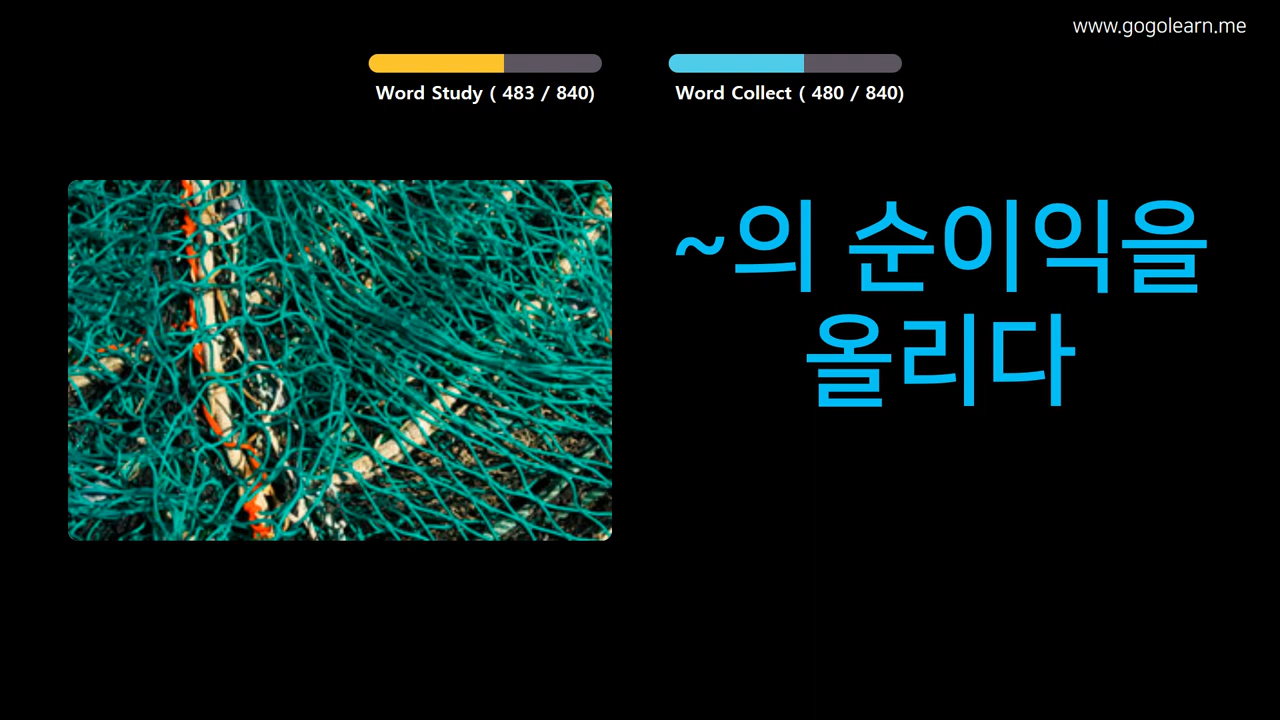 www.gogolearn.me
Word Study ( 483 / 840)
Word Collect ( 480 / 840)
~의 순이익을
올리다